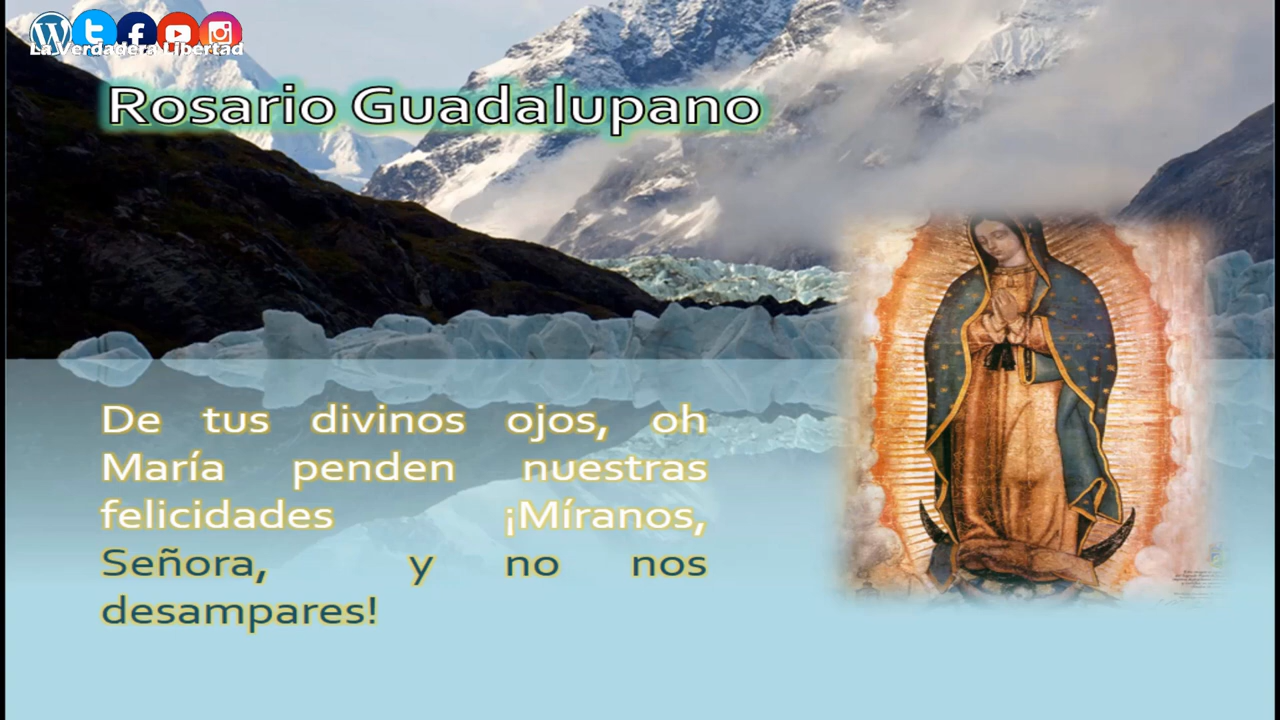 La Verdadera Libertad
Rosario Guadalupano
De tus divinos ojos, oh
María penden nuestras
felicidades ¡Míranos,
Señora, y no nos
desampares!